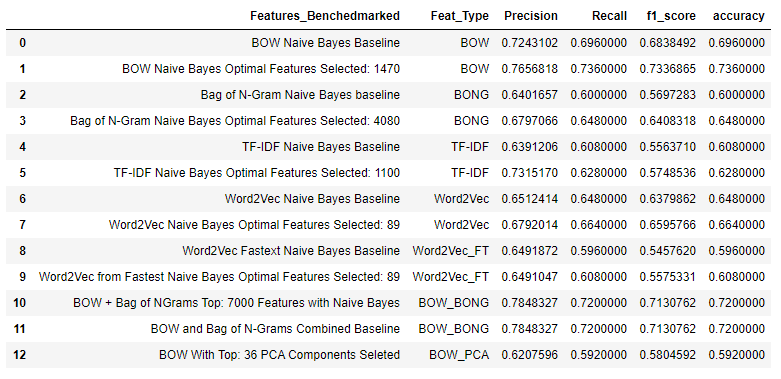 Features_Benchedmarked Feat_Type Precision Recall f1_score accuracy
0 BOW Naive Bayes Baseline BOW 0.7243102 0.6960000 0.6838492 0.6960000
1 BOW Naive Bayes Optimal Features Selected: 1470 BOW 0.7656818 0.7360000 0.7336865 0.7360000
2 Bag of N-Gram Naive Bayes baseline BONG 0.6401657 0.6000000 0.5697283 0.6000000
3 Bag of N-Gram Naive Bayes Optimal Features Selected: 4080 BONG 0.6797066 0.6480000 0.6408318 0.6480000
4 TF-IDF Naive Bayes Baseline TF-IDF 0.6391206 0.6080000 0.5563710 0.6080000
5 TF-IDF Naive Bayes Optimal Features Selected: 1100 TF-IDF 0.7315170 0.6280000 0.5748536 0.6280000
6 Word2Vec Naive Bayes Baseline Word2Vec 0.6512414 0.6480000 0.6379862 0.6480000
7 Word2Vec Naive Bayes Optimal Features Selected: 89 Word2Vec 0.6792014 0.6640000 0.6595766 0.6640000
8 Word2Vec Fastext Naive Bayes Baseline Word2Vec_FT 0.6491872 0.5960000 0.5457620 0.5960000
9 Word2Vec from Fastest Naive Bayes Optimal Features Selected: 89 Word2Vec_FT 0.6491047 0.6080000 0.5575331 0.6080000
10 BOW + Bag of NGrams Top: 7000 Features with Naive Bayes BOW_BONG 0.7848327 0.7200000 0.7130762 0.7200000
11 BOW and Bag of N-Grams Combined Baseline BOW_BONG 0.7848327 0.7200000 0.7130762 0.7200000
12 BOW With Top: 36 PCA Components Seleted BOW_PCA 0.6207596 0.5920000 0.5804592 0.5920000